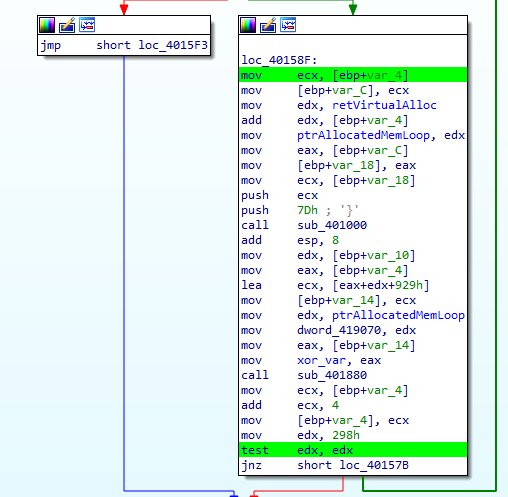 jmp short loc_4015F3
loc_40158F:
mov ecx, [ebp+var_4]
mov [ebp+var_C], ecx
mov edx, retVirtualAlloc
add edx, [ebp+var_4]
mov ptrAllocatedMemLoop, edx
mov eax, [ebp+var_C]
mov [ebp+var_18], eax
mov ecx, [ebp+var_18]
push ecx
push 7Dh ; '}'
call sub_401000
add esp, 8
mov edx, [ebp+var_10]
mov eax, [ebp+var_4]
lea ecx, [eax+edx+929h]
mov [ebp+var_14], ecx
mov edx, ptrAllocatedMemLoop
mov dword_419070, edx
mov eax, [ebp+var_14]
mov xor_var, eax
call sub_401880
mov ecx, [ebp+var_4]
add ecx, 4
mov [ebp+var_4], ecx
mov edx, 298h
test edx, edx
jnz short loc_40157B